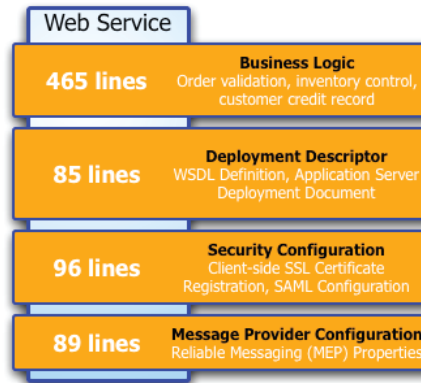 Web Service
465 lines
Business Logic
Order validation, inventory control,
customer credit record
85 lines
Deployment Descriptor
WSDL Definition, Application Server
Deployment Document
96 lines
Security Configuration
Client-side SSL Certificate
Registration, SAML Configuration
89 lines
Message Provider Configuration
Reliable Messaging (MEP) Properties